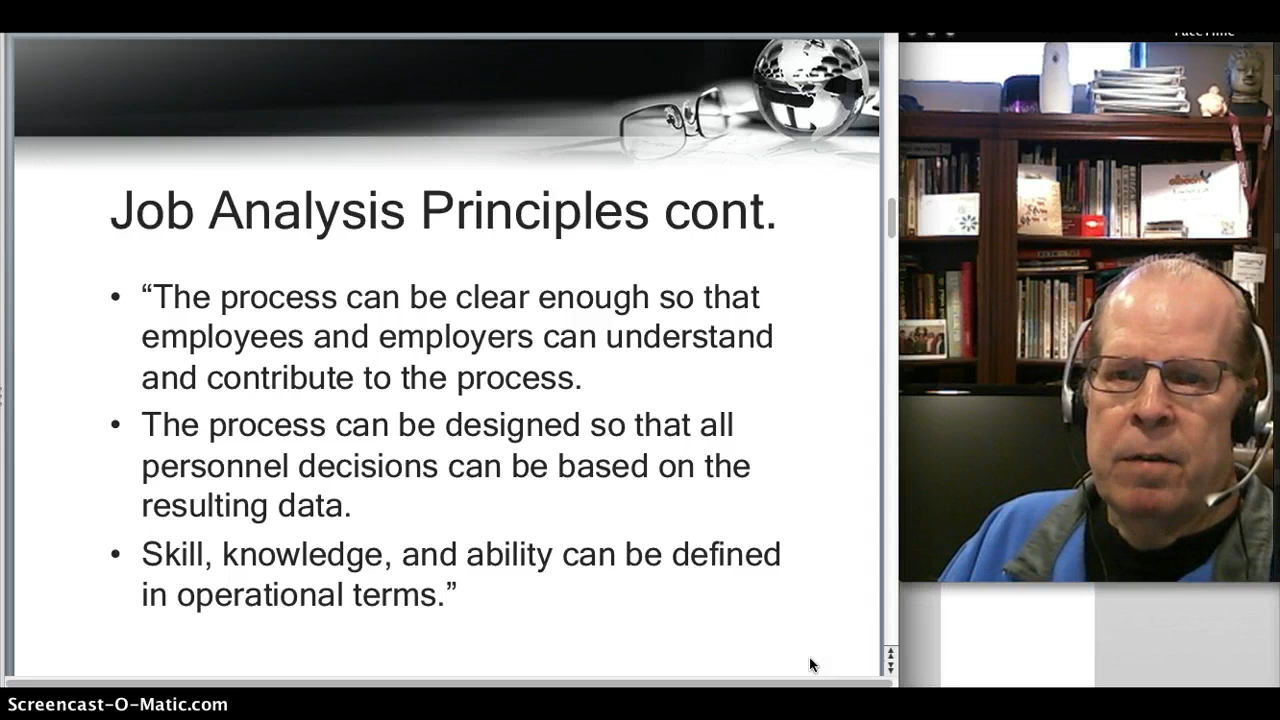 Job Analysis Principles cont.
• “The process can be clear enough so that
employees and employers can understand
and contribute to the process.
• The process can be designed so that all
personnel decisions can be based on the
resulting data.
• Skill, knowledge, and ability can be defined
in operational terms.”
Screencast-O-Matic.com